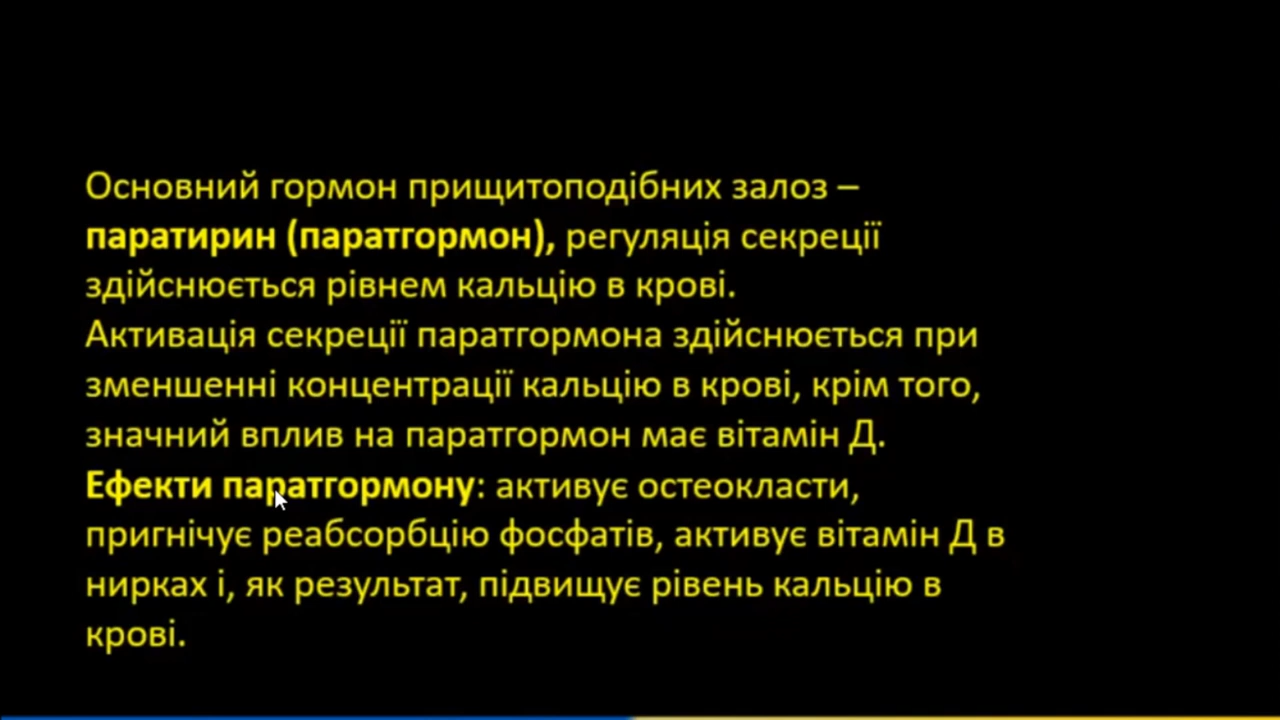 Основний гормон прищитоподібних залоз –
паратирин (паратгормон), регуляція секреції
здійснюється рівнем кальцію в крові.
Активація секреції паратгормона здійснюється при
зменшенні концентрації кальцію в крові, крім того,
значний вплив на паратгормон має вітамін Д.
Ефекти паратгормону: активує остеокласти,
пригнічує реабсорбцію фосфатів, активує вітамін Д в
нирках і, як результат, підвищує рівень кальцію в
крові.